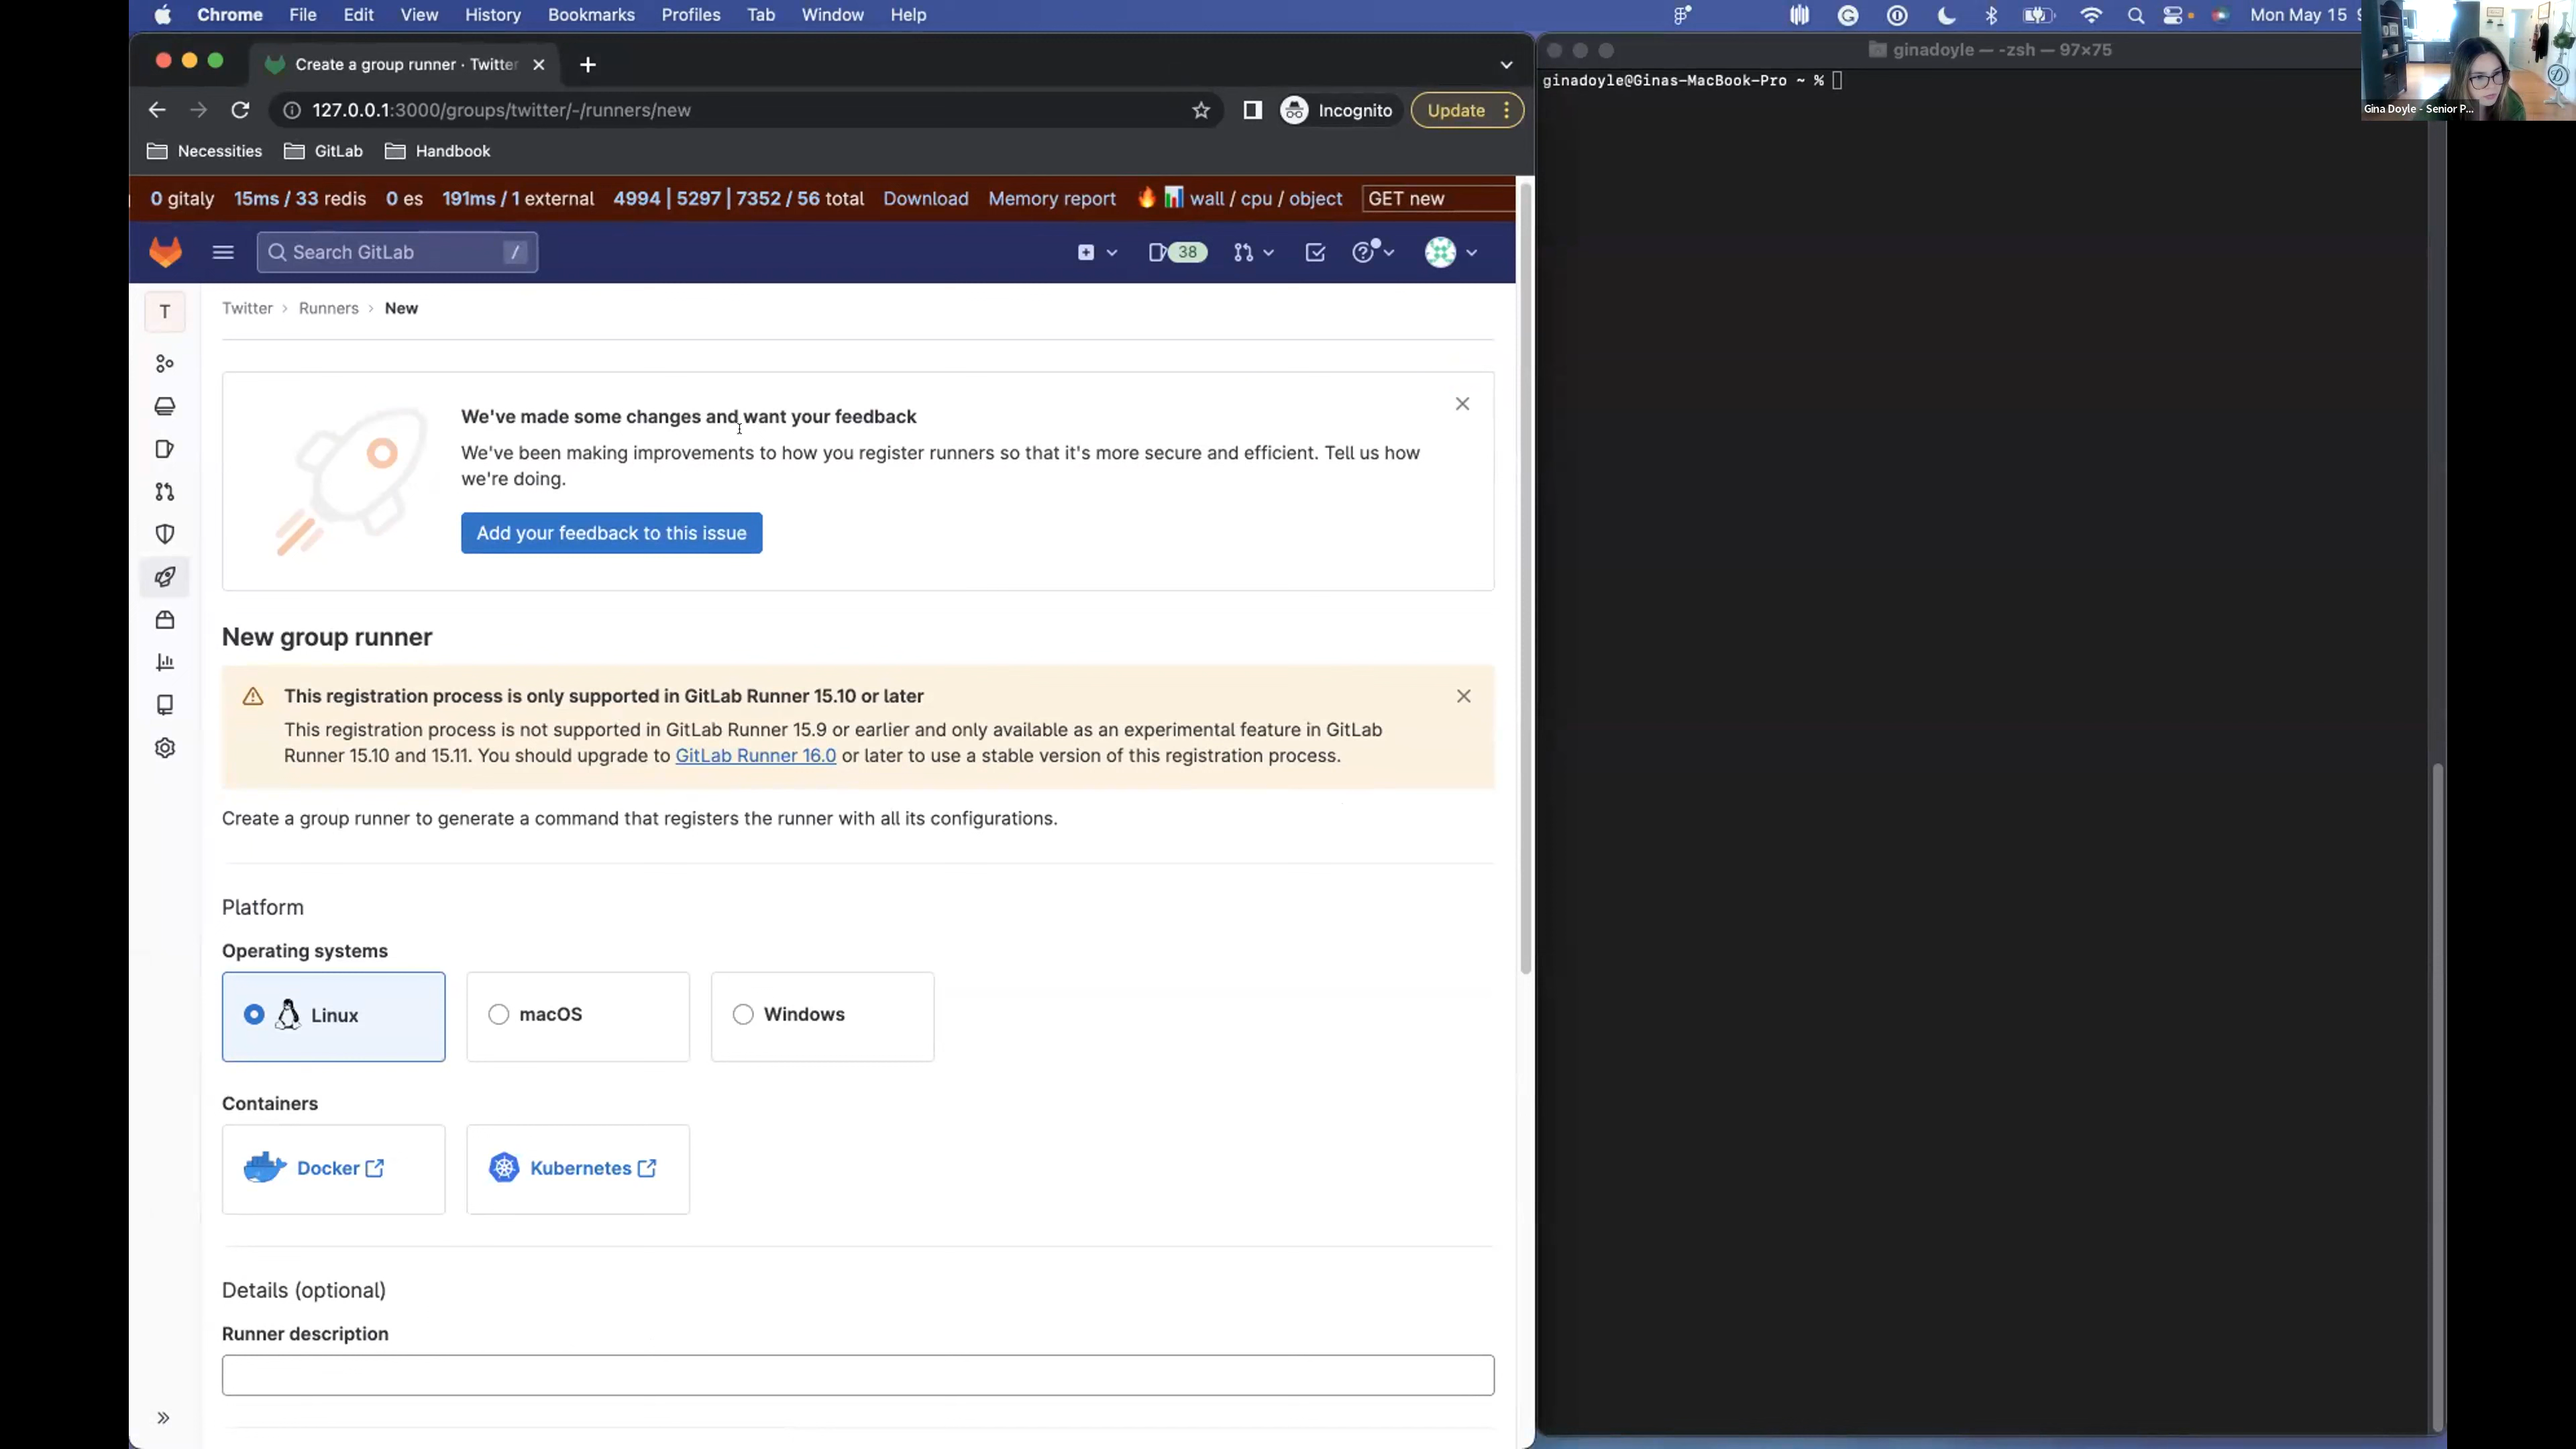 Chrome File Edit View History Bookmarks Profiles Tab Window Help
Mon May 15
Create a group runner · Twitter
ginadoyle — -zsh — 97×75
ginadoyle@Ginas-MacBook-Pro ~ %
Gina Doyle - Senior P...
127.0.0.1:3000/groups/twitter/-/runners/new
Incognito
Update
Necessities GitLab Handbook
0 gitaly 15ms / 33 redis 0 es 191ms / 1 external 4994 | 5297 | 7352 / 56 total Download Memory report wall / cpu / object GET new
Search GitLab /
38
T
Twitter › Runners › New
We've made some changes and want your feedback
We've been making improvements to how you register runners so that it's more secure and efficient. Tell us how
we're doing.
Add your feedback to this issue
New group runner
This registration process is only supported in GitLab Runner 15.10 or later
This registration process is not supported in GitLab Runner 15.9 or earlier and only available as an experimental feature in GitLab
Runner 15.10 and 15.11. You should upgrade to GitLab Runner 16.0 or later to use a stable version of this registration process.
Create a group runner to generate a command that registers the runner with all its configurations.
Platform
Operating systems
Linux
macOS
Windows
Containers
Docker
Kubernetes
Details (optional)
Runner description